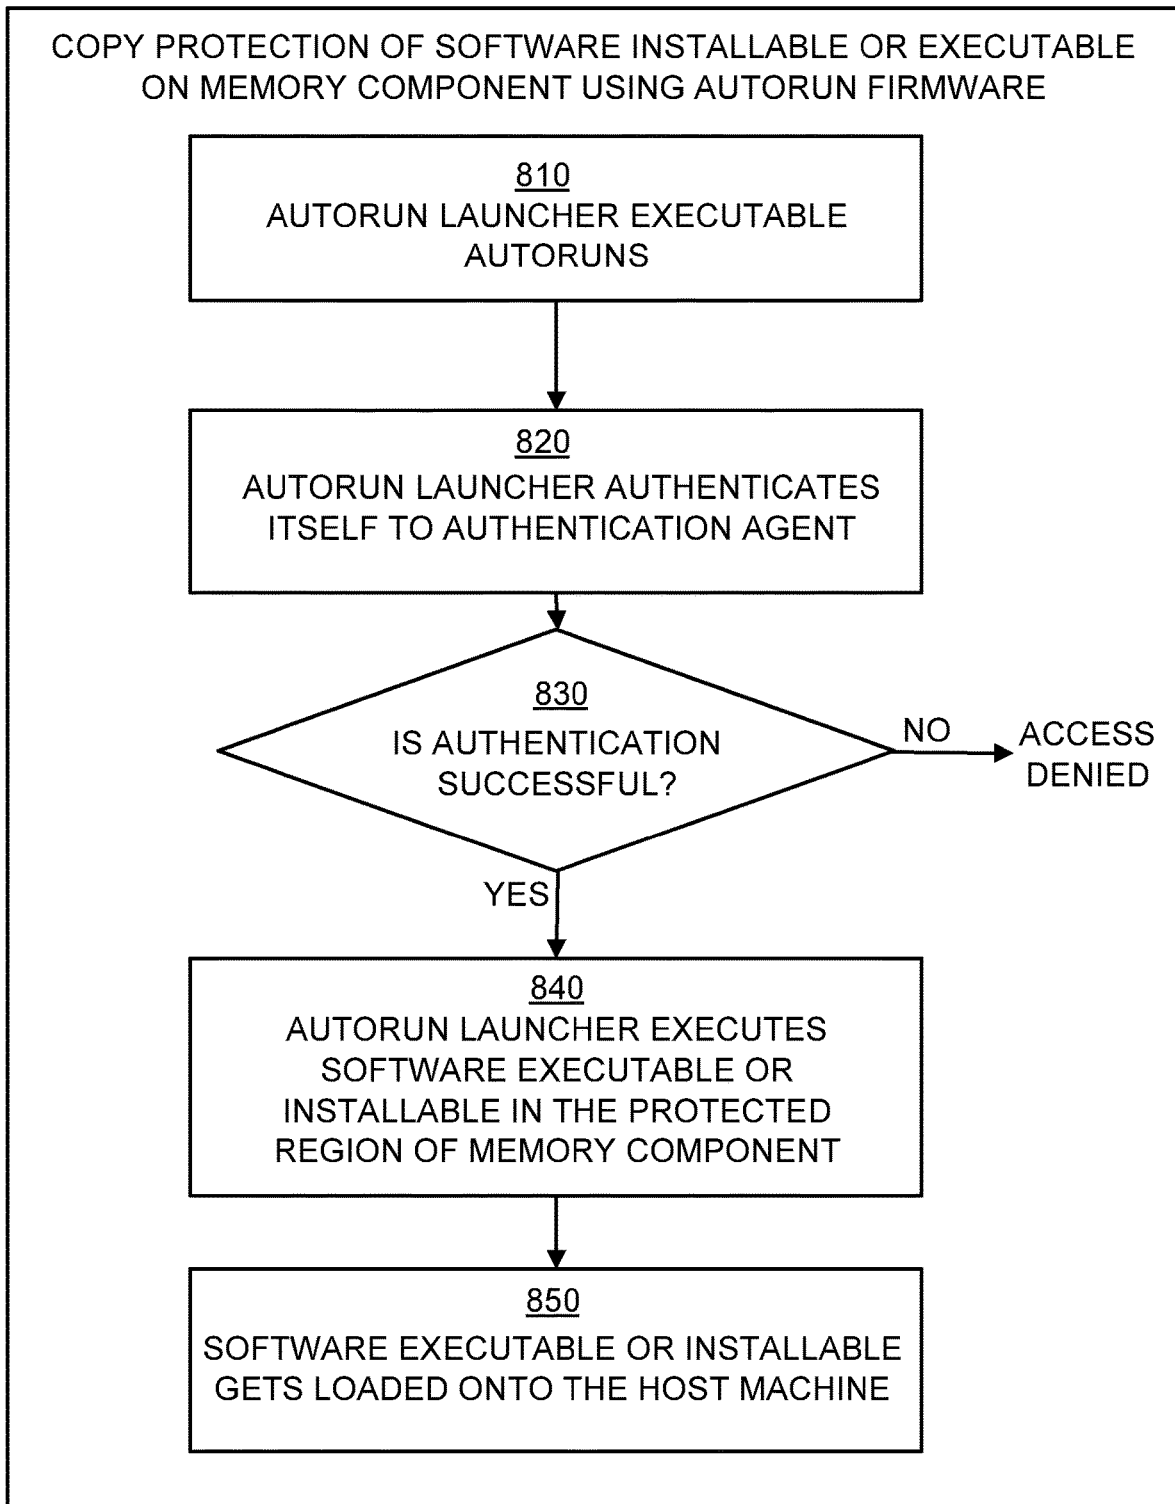 COPY PROTECTION OF SOFTWARE INSTALLABLE OR EXECUTABLE
ON MEMORY COMPONENT USING AUTORUN FIRMWARE
810
AUTORUN LAUNCHER EXECUTABLE
AUTORUNS
820
AUTORUN LAUNCHER AUTHENTICATES
ITSELF TO AUTHENTICATION AGENT
830
IS AUTHENTICATION
SUCCESSFUL?
NO
ACCESS
DENIED
YES
840
AUTORUN LAUNCHER EXECUTES
SOFTWARE EXECUTABLE OR
INSTALLABLE IN THE PROTECTED
REGION OF MEMORY COMPONENT
850
SOFTWARE EXECUTABLE OR INSTALLABLE
GETS LOADED ONTO THE HOST MACHINE